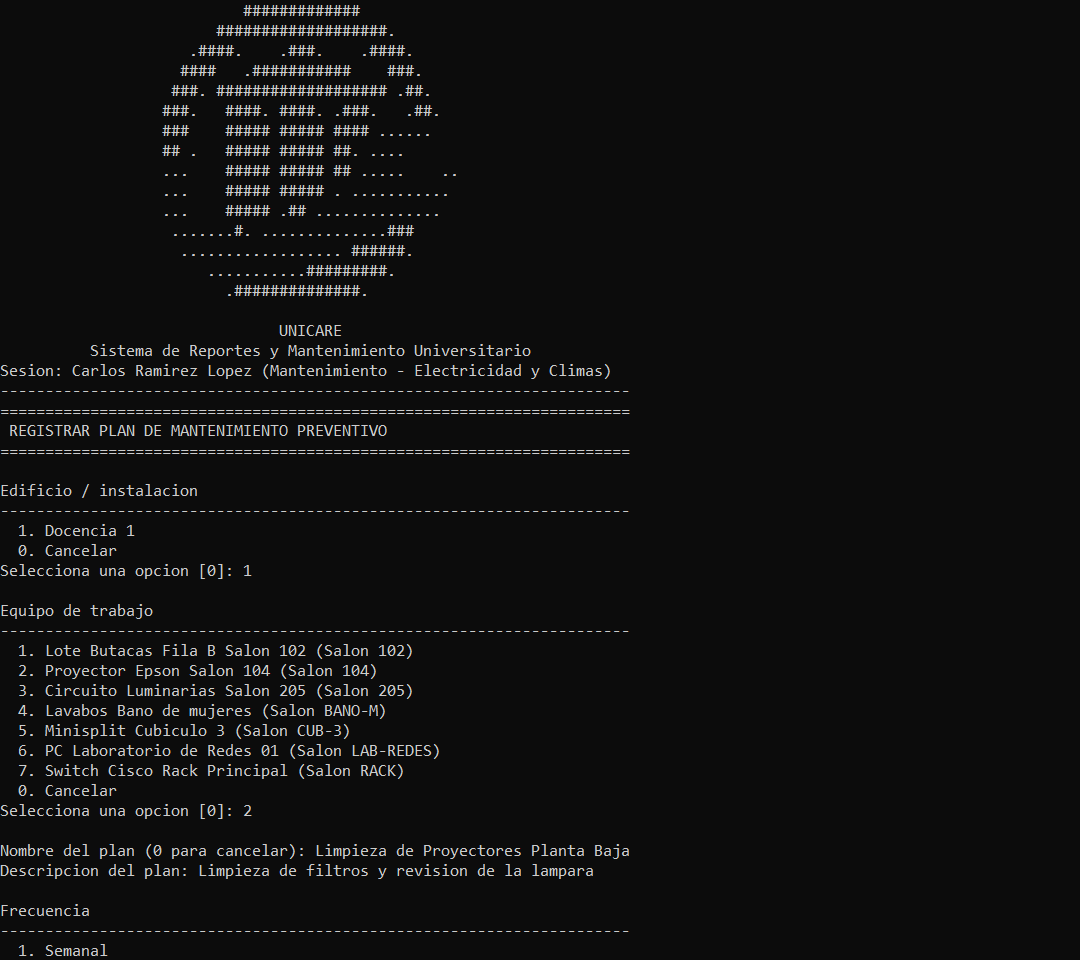 #############
###################.
.####.    .###.    .####.
####   .###########    ###.
###. ################### .##.
###.   ####. ####. .###.   .##.
###    ##### ##### #### ......
## .   ##### ##### ##. ....
...    ##### ##### ## .....    ..
...    ##### ##### . ...........
...    ##### .## ..............
.......#. ..............###
.................. ######.
...........#########.
.##############.
UNICARE
Sistema de Reportes y Mantenimiento Universitario
Sesion: Carlos Ramirez Lopez (Mantenimiento - Electricidad y Climas)
----------------------------------------------------------------------
======================================================================
REGISTRAR PLAN DE MANTENIMIENTO PREVENTIVO
======================================================================
Edificio / instalacion
----------------------------------------------------------------------
1. Docencia 1
0. Cancelar
Selecciona una opcion [0]: 1
Equipo de trabajo
----------------------------------------------------------------------
1. Lote Butacas Fila B Salon 102 (Salon 102)
2. Proyector Epson Salon 104 (Salon 104)
3. Circuito Luminarias Salon 205 (Salon 205)
4. Lavabos Bano de mujeres (Salon BANO-M)
5. Minisplit Cubiculo 3 (Salon CUB-3)
6. PC Laboratorio de Redes 01 (Salon LAB-REDES)
7. Switch Cisco Rack Principal (Salon RACK)
0. Cancelar
Selecciona una opcion [0]: 2
Nombre del plan (0 para cancelar): Limpieza de Proyectores Planta Baja
Descripcion del plan: Limpieza de filtros y revision de la lampara
Frecuencia
----------------------------------------------------------------------
1. Semanal